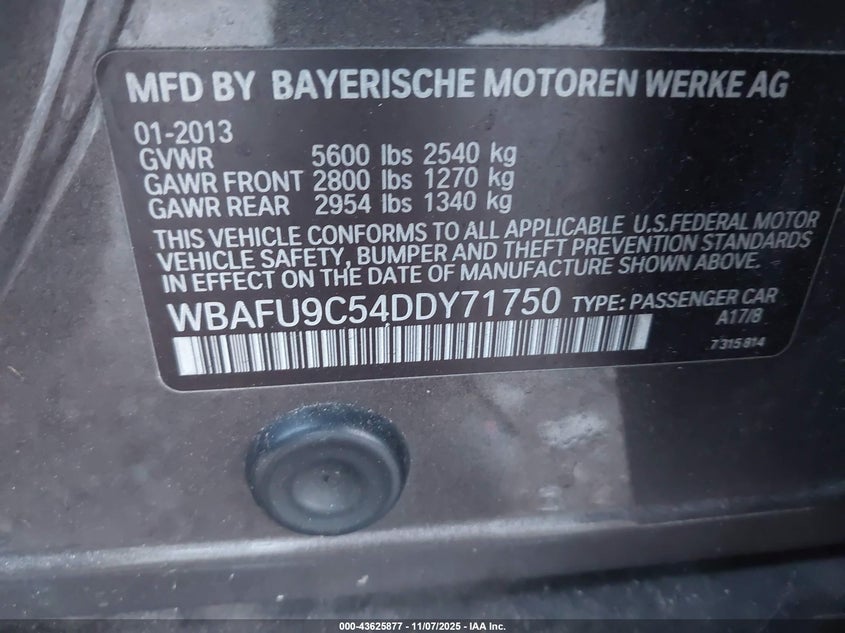 MFD BY BAYERISCHE MOTOREN WERKE AG
01-2013
GVWR 5600 lbs 2540 kg
GAWR FRONT 2800 lbs 1270 kg
GAWR REAR 2954 lbs 1340 kg
THIS VEHICLE CONFORMS TO ALL APPLICABLE U.S.FEDERAL MOTOR
VEHICLE SAFETY, BUMPER AND THEFT PREVENTION STANDARDS
IN EFFECT ON THE DATE OF MANUFACTURE SHOWN ABOVE.
WBAFU9C54DDY71750 TYPE: PASSENGER CAR
A17/8
7315814
000-43625877 - 11/07/2025 - IAA Inc.